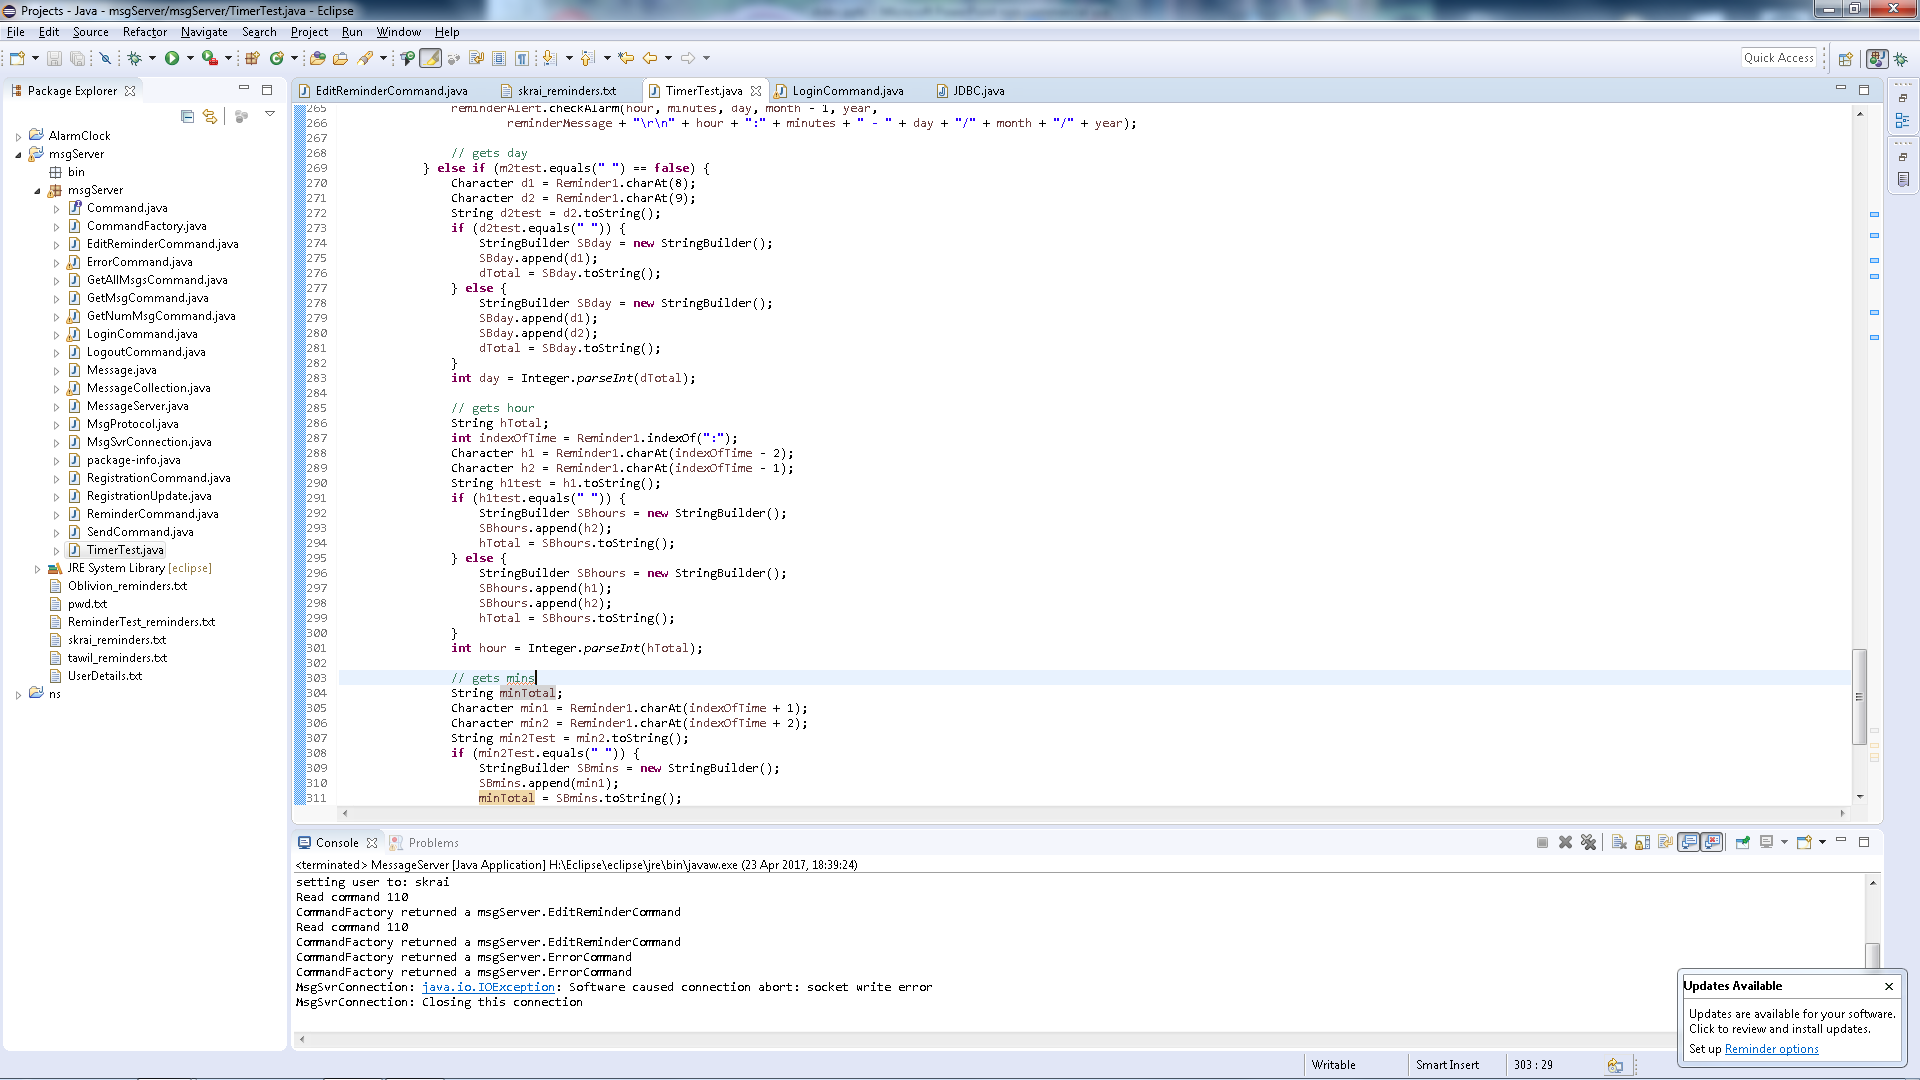 Projects - Java - msgServer/msgServer/TimerTest.java - Eclipse
File Edit Source Refactor Navigate Search Project Run Window Help
Quick Access
Package Explorer
AlarmClock
msgServer
bin
msgServer
Command.java
CommandFactory.java
EditReminderCommand.java
ErrorCommand.java
GetAllMsgsCommand.java
GetMsgCommand.java
GetNumMsgCommand.java
LoginCommand.java
LogoutCommand.java
Message.java
MessageCollection.java
MessageServer.java
MsgProtocol.java
MsgSvrConnection.java
package-info.java
RegistrationCommand.java
RegistrationUpdate.java
ReminderCommand.java
SendCommand.java
TimerTest.java
JRE System Library [eclipse]
Oblivion_reminders.txt
pwd.txt
ReminderTest_reminders.txt
skrai_reminders.txt
tawil_reminders.txt
UserDetails.txt
ns
EditReminderCommand.java skrai_reminders.txt TimerTest.java LoginCommand.java JDBC.java
265 reminderAlert.checkAlarm(hour, minutes, day, month - 1, year,
266 reminderMessage + "\r\n" + hour + ":" + minutes + " - " + day + "/" + month + "/" + year);
267
268 // gets day
269 } else if (m2test.equals(" ") == false) {
270 Character d1 = Reminder1.charAt(8);
271 Character d2 = Reminder1.charAt(9);
272 String d2test = d2.toString();
273 if (d2test.equals(" ")) {
274 StringBuilder SBday = new StringBuilder();
275 SBday.append(d1);
276 dTotal = SBday.toString();
277 } else {
278 StringBuilder SBday = new StringBuilder();
279 SBday.append(d1);
280 SBday.append(d2);
281 dTotal = SBday.toString();
282 }
283 int day = Integer.parseInt(dTotal);
284
285 // gets hour
286 String hTotal;
287 int indexOfTime = Reminder1.indexOf(":");
288 Character h1 = Reminder1.charAt(indexOfTime - 2);
289 Character h2 = Reminder1.charAt(indexOfTime - 1);
290 String h1test = h1.toString();
291 if (h1test.equals(" ")) {
292 StringBuilder SBhours = new StringBuilder();
293 SBhours.append(h2);
294 hTotal = SBhours.toString();
295 } else {
296 StringBuilder SBhours = new StringBuilder();
297 SBhours.append(h1);
298 SBhours.append(h2);
299 hTotal = SBhours.toString();
300 }
301 int hour = Integer.parseInt(hTotal);
302
303 // gets mins
304 String minTotal;
305 Character min1 = Reminder1.charAt(indexOfTime + 1);
306 Character min2 = Reminder1.charAt(indexOfTime + 2);
307 String min2Test = min2.toString();
308 if (min2Test.equals(" ")) {
309 StringBuilder SBmins = new StringBuilder();
310 SBmins.append(min1);
311 minTotal = SBmins.toString();
Console Problems
<terminated> MessageServer [Java Application] H:\Eclipse\eclipse\jre\bin\javaw.exe (23 Apr 2017, 18:39:24)
setting user to: skrai
Read command 110
CommandFactory returned a msgServer.EditReminderCommand
Read command 110
CommandFactory returned a msgServer.EditReminderCommand
CommandFactory returned a msgServer.ErrorCommand
CommandFactory returned a msgServer.ErrorCommand
MsgSvrConnection: java.io.IOException: Software caused connection abort: socket write error
MsgSvrConnection: Closing this connection
Updates Available
Updates are available for your software.
Click to review and install updates.
Set up Reminder options
Writable Smart Insert 303 : 29